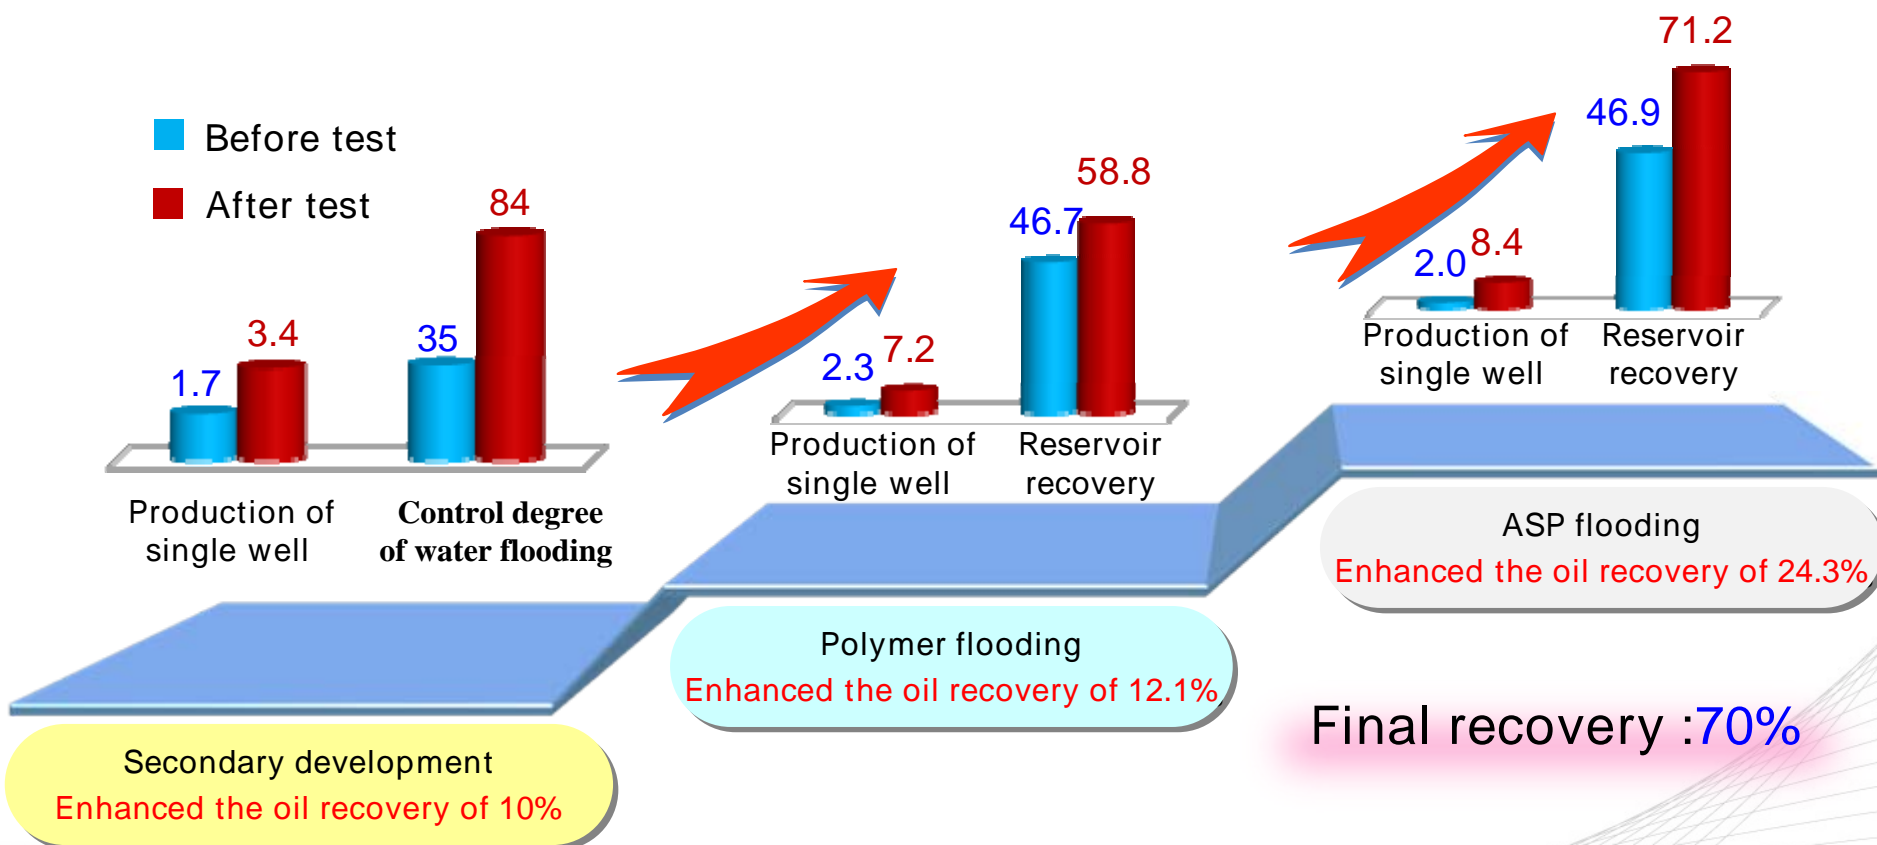 Before test
After test
1.7
3.4
35
84
Production of
single well
Control degree
of water flooding
Secondary development
Enhanced the oil recovery of 10%
2.3
7.2
46.7
58.8
Production of
single well
Reservoir
recovery
Polymer flooding
Enhanced the oil recovery of 12.1%
2.0
8.4
46.9
71.2
Production of
single well
Reservoir
recovery
ASP flooding
Enhanced the oil recovery of 24.3%
Final recovery :70%